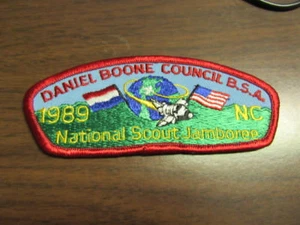 DANIEL BOONE COUNCIL B.S.A.
1989 NC
National Scout Jamboree